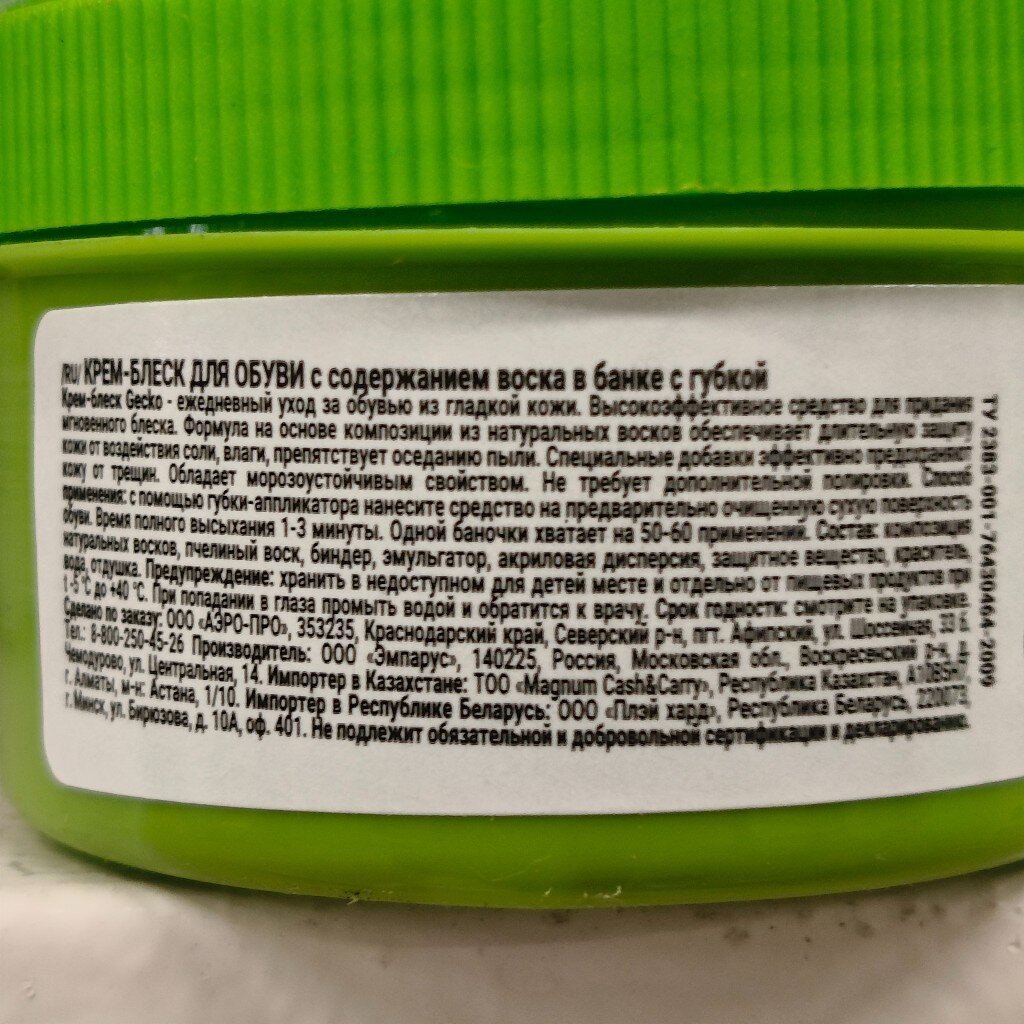 /RU/ КРЕМ-БЛЕСК ДЛЯ ОБУВИ с содержанием воска в банке с губкой
Крем-блеск Gecko - ежедневный уход за обувью из гладкой кожи. Высокоэффективное средство для придания
мгновенного блеска. Формула на основе композиции из натуральных восков обеспечивает длительную защиту
кожи от воздействия соли, влаги, препятствует оседанию пыли. Специальные добавки эффективно предохраняют
кожу от трещин. Обладает морозоустойчивым свойством. Не требует дополнительной полировки. Способ
применения: с помощью губки-аппликатора нанесите средство на предварительно очищенную сухую поверхность
обуви. Время полного высыхания 1-3 минуты. Одной баночки хватает на 50-60 применений. Состав: композиция
натуральных восков, пчелиный воск, биндер, эмульгатор, акриловая дисперсия, защитное вещество, краситель,
вода, отдушка. Предупреждение: хранить в недоступном для детей месте и отдельно от пищевых продуктов при
t -5 °C до +40 °C. При попадании в глаза промыть водой и обратится к врачу. Срок годности: смотрите на упаковке.
Сделано по заказу: ООО «АЭРО-ПРО», 353235, Краснодарский край, Северский р-н, пгт. Афипский, ул. Шоссейная, 33 б.
Тел.: 8-800-250-45-26 Производитель: ООО «Эмпарус», 140225, Россия, Московская обл., Воскресенский р-н, д.
Чемодурово, ул. Центральная, 14. Импортер в Казахстане: ТОО «Magnum Cash&Carry», Республика Казахстан,
г. Алматы, м-н: Астана, 1/10. Импортер в Республике Беларусь: ООО «Плэй хард», Республика Беларусь, 220073,
г. Минск, ул. Бирюзова, д. 10А, оф. 401. Не подлежит обязательной и добровольной сертификации и декларированию.
ТУ 2383-001-76430464-2009